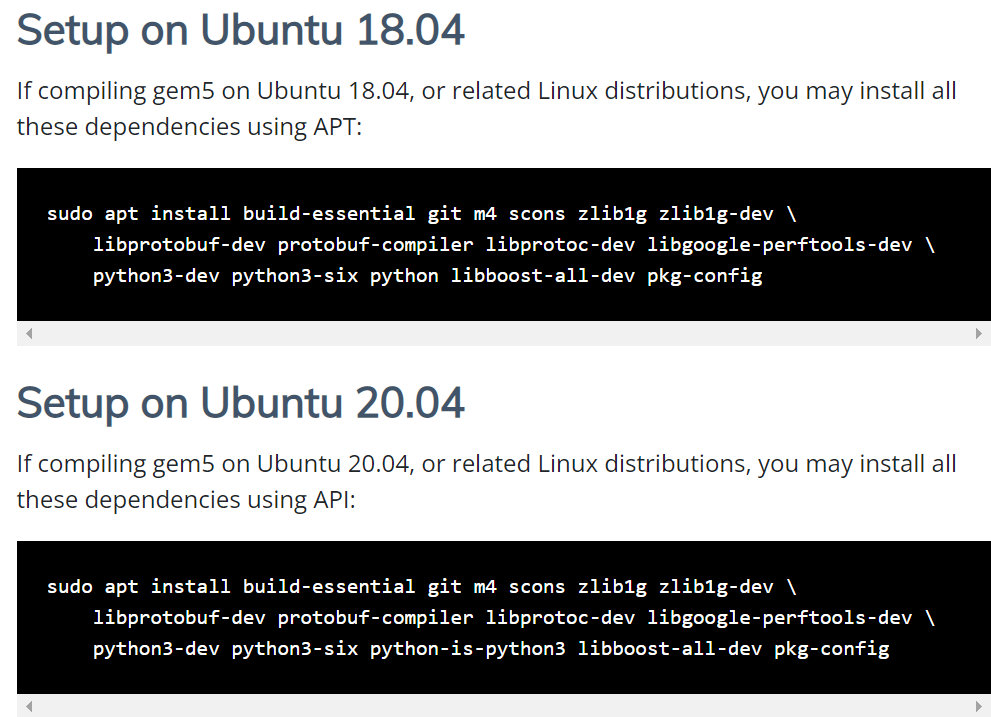 Setup on Ubuntu 18.04
If compiling gem5 on Ubuntu 18.04, or related Linux distributions, you may install all
these dependencies using APT:
sudo apt install build-essential git m4 scons zlib1g zlib1g-dev \
libprotobuf-dev protobuf-compiler libprotoc-dev libgoogle-perftools-dev \
python3-dev python3-six python libboost-all-dev pkg-config
Setup on Ubuntu 20.04
If compiling gem5 on Ubuntu 20.04, or related Linux distributions, you may install all
these dependencies using API:
sudo apt install build-essential git m4 scons zlib1g zlib1g-dev \
libprotobuf-dev protobuf-compiler libprotoc-dev libgoogle-perftools-dev \
python3-dev python3-six python-is-python3 libboost-all-dev pkg-config